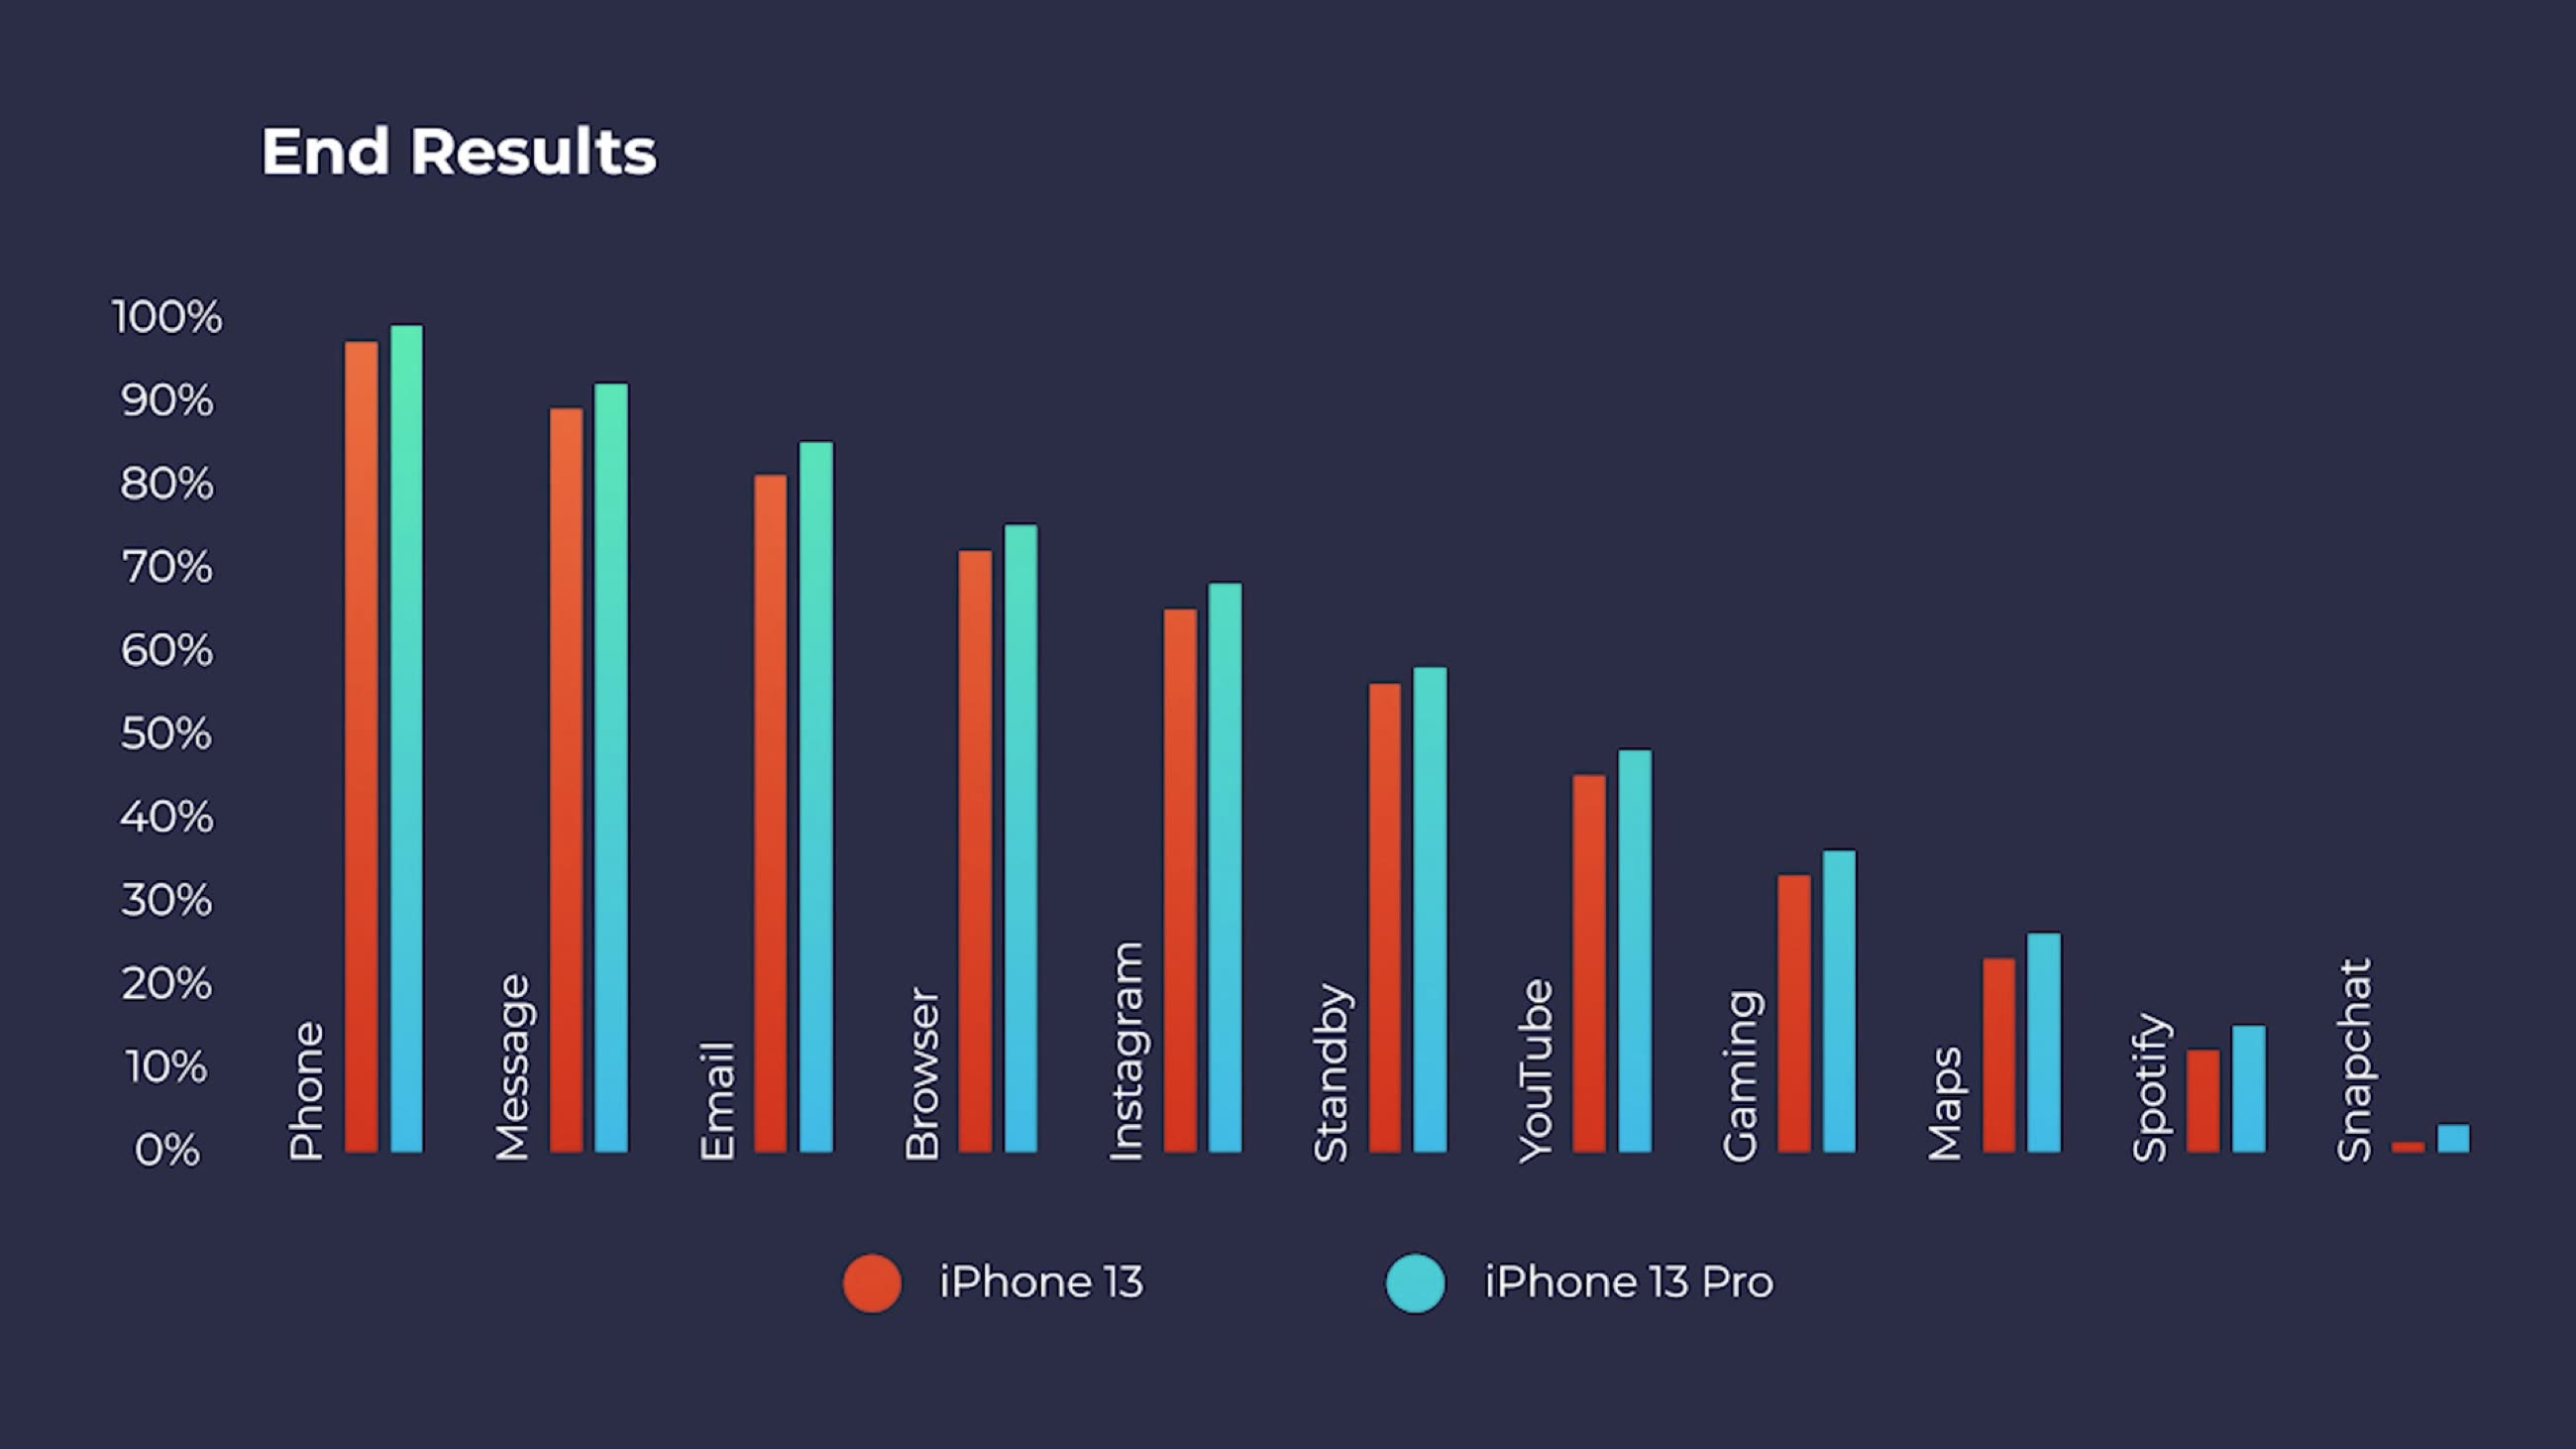 End Results
100%
90%
80%
70%
60%
50%
40%
30%
20%
10%
0%
Phone
Message
Email
Browser
Instagram
Standby
YouTube
Gaming
Maps
Spotify
Snapchat
iPhone 13
iPhone 13 Pro